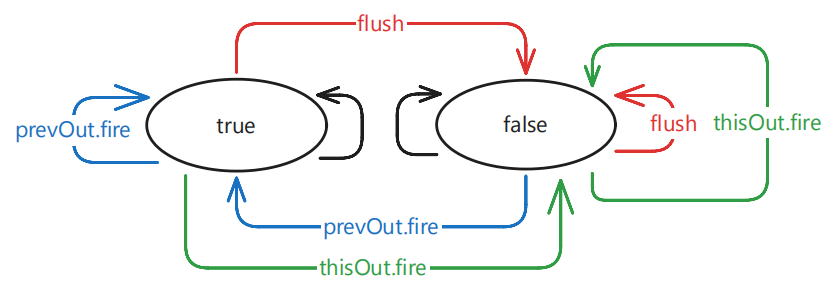 flush
prevOut.fire
true
false
flush
thisOut.fire
prevOut.fire
thisOut.fire